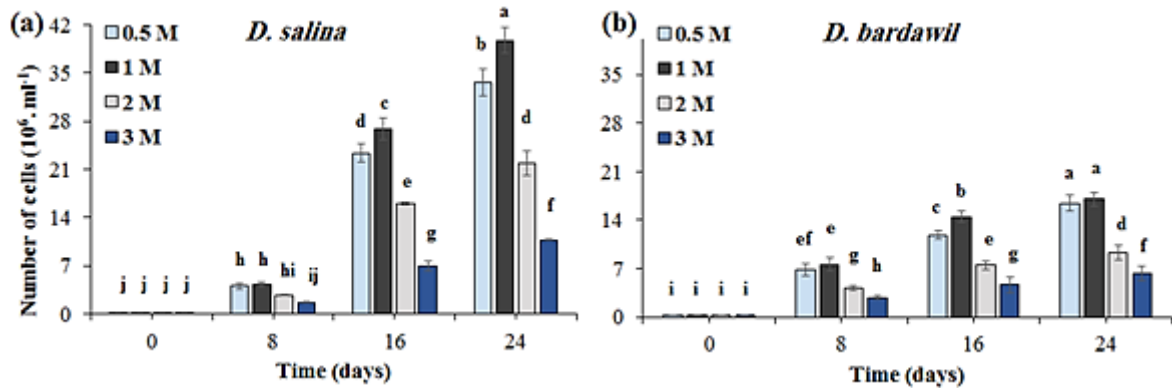 (a)
D. salina
0.5 M
1 M
2 M
3 M
Number of cells (10⁶. ml⁻¹)
42
35
28
21
14
7
0
j j j j
h h hi ij
d c e g
b a d f
0 8 16 24
Time (days)
(b)
D. bardawil
0.5 M
1 M
2 M
3 M
35
28
21
14
7
0
i i i i
ef e g h
c b e g
a a d f
0 8 16 24
Time (days)